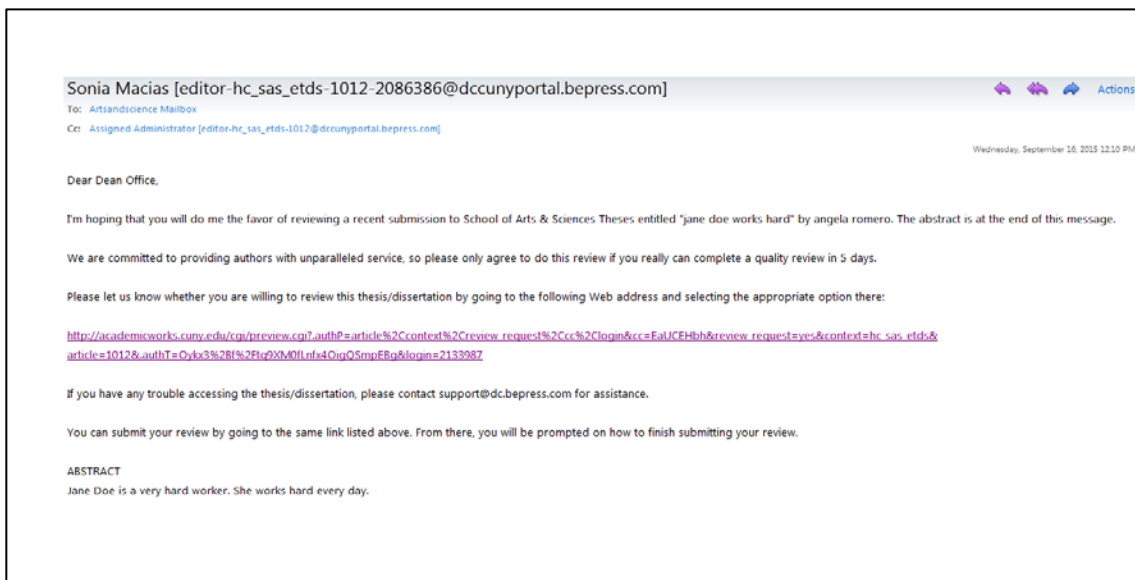 Sonia Macias [editor-hc_sas_etds-1012-2086386@dccunyportal.bepress.com]
Actions
To: Artsandscience Mailbox
Cc: Assigned Administrator [editor-hc_sas_etds-1012@dccunyportal.bepress.com]
Wednesday, September 16, 2015 12:10 PM
Dear Dean Office,
I'm hoping that you will do me the favor of reviewing a recent submission to School of Arts & Sciences Theses entitled "jane doe works hard" by angela romero. The abstract is at the end of this message.
We are committed to providing authors with unparalleled service, so please only agree to do this review if you really can complete a quality review in 5 days.
Please let us know whether you are willing to review this thesis/dissertation by going to the following Web address and selecting the appropriate option there:
http://academicworks.cuny.edu/cgi/preview.cgi?.authP=article%2Ccontext%2Creview_request%2Ccc%2Clogin&cc=EaUCEHbh&review_request=yes&context=hc_sas_etds&
article=1012&.authT=Oykx3%2Bf%2Ftq9XM0fLnfx4OigQSmpEBg&login=2133987
If you have any trouble accessing the thesis/dissertation, please contact support@dc.bepress.com for assistance.
You can submit your review by going to the same link listed above. From there, you will be prompted on how to finish submitting your review.
ABSTRACT
Jane Doe is a very hard worker. She works hard every day.